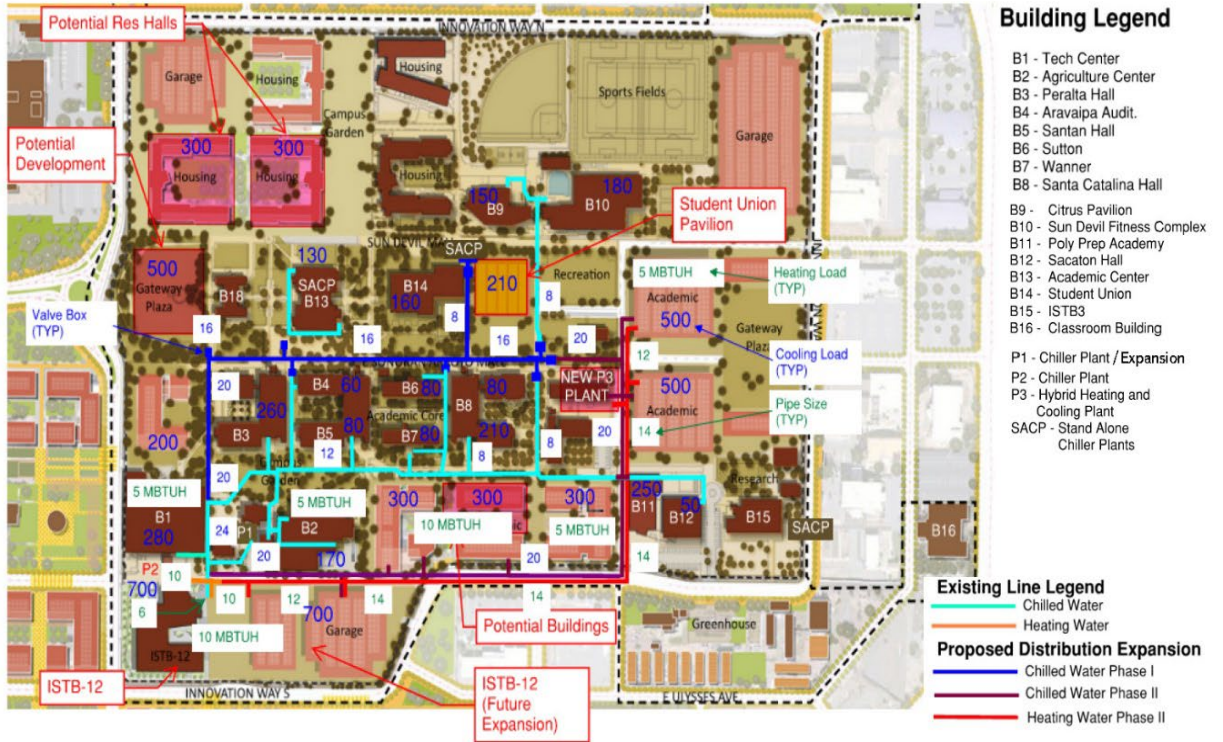 Potential Res Halls
INNOVATION WAY N
Building Legend
Garage
Housing
Housing
Campus
Garden
Sports Fields
Garage
Potential
Development
300
300
Housing
Housing
Housing
150
B9
180
B10
Student Union
Pavilion
SACP
SUN DEVIL MA
130
500
Gateway
Plaza
B18
SACP
B13
B14
160
210
Recreation
8
8
5 MBTUH
Academic
500
Heating Load
(TYP)
Gateway
Plaza
Cooling Load
(TYP)
Valve Box
(TYP)
16
16
16
20
12
20
260
B3
B4
60
80
B5
B6
80
Academic Core
B7
80
B8
80
210
NEW P3
PLANT
500
Academic
14
Pipe Size
(TYP)
20
8
8
12
200
20
Garden
5 MBTUH
B1
280
24
P1
20
5 MBTUH
B2
170
300
300
10 MBTUH
300
5 MBTUH
20
250
B11
50
B12
Research
B15
SACP
B16
14
P2
700
10
6
10
12
14
14
700
Garage
10 MBTUH
ISTB-12
ISTB-12
ISTB-12
(Future
Expansion)
Potential Buildings
Greenhouse
INNOVATION WAY S
E ULYSSES AVE
B1 - Tech Center
B2 - Agriculture Center
B3 - Peralta Hall
B4 - Aravaipa Audit.
B5 - Santan Hall
B6 - Sutton
B7 - Wanner
B8 - Santa Catalina Hall
B9 - Citrus Pavilion
B10 - Sun Devil Fitness Complex
B11 - Poly Prep Academy
B12 - Sacaton Hall
B13 - Academic Center
B14 - Student Union
B15 - ISTB3
B16 - Classroom Building
P1 - Chiller Plant / Expansion
P2 - Chiller Plant
P3 - Hybrid Heating and
Cooling Plant
SACP - Stand Alone
Chiller Plants
Existing Line Legend
Chilled Water
Heating Water
Proposed Distribution Expansion
Chilled Water Phase I
Chilled Water Phase II
Heating Water Phase II